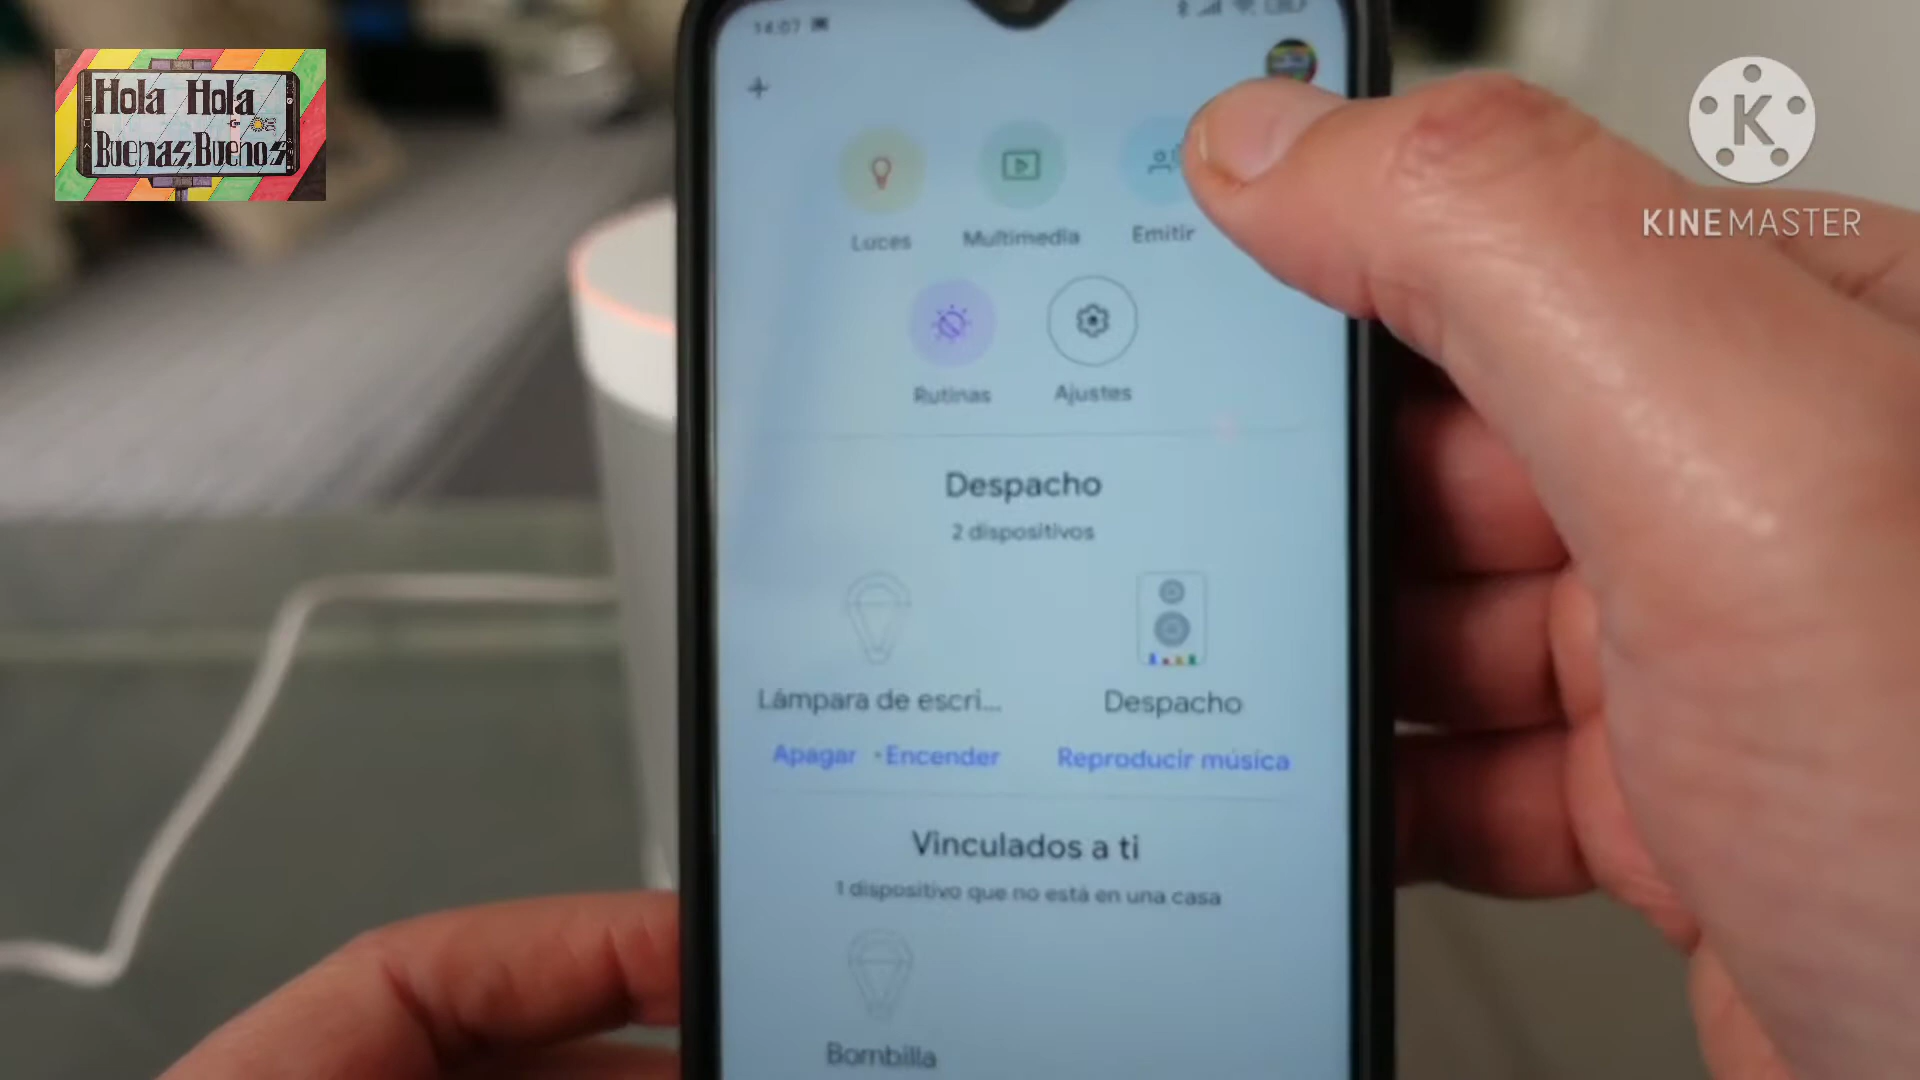 Hola Hola
Buenas, Buenos
14:07
KINEMASTER
Luces
Multimedia
Emitir
Rutinas
Ajustes
Despacho
2 dispositivos
Lámpara de escri...
Despacho
Apagar · Encender
Reproducir música
Vinculados a ti
1 dispositivo que no está en una casa
Bombilla